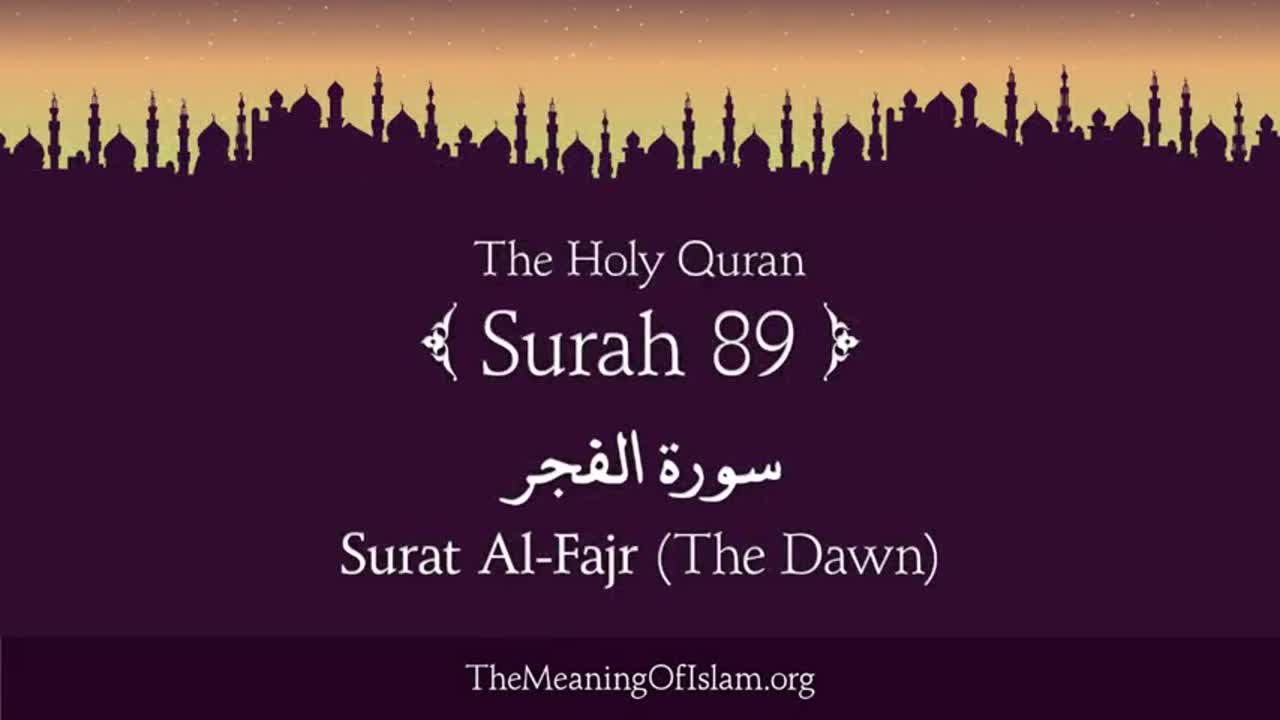 The Holy Quran
Surah 89
سورة الفجر
Surat Al-Fajr (The Dawn)
TheMeaningOfIslam.org